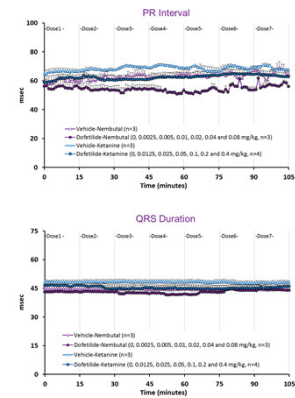 PR Interval
-Dose1 - -Dose2- -Dose3- -Dose4- -Dose5- -Dose6- -Dose7-
100
80
60
40
20
0
msec
Vehicle-Nembutal (n=3)
Dofetilide-Nembutal (0, 0.0025, 0.005, 0.01, 0.02, 0.04 and 0.08 mg/kg, n=3)
Vehicle-Ketanine (n=3)
Dofetilide-Ketamine (0, 0.0125, 0.025, 0.05, 0.1, 0.2 and 0.4 mg/kg, n=4)
0 15 30 45 60 75 90 105
Time (minutes)
QRS Duration
-Dose1 - -Dose2- -Dose3- -Dose4- -Dose5- -Dose6- -Dose7-
75
60
45
30
15
msec
Vehicle-Nembutal (n=3)
Dofetilide-Nembutal (0, 0.0025, 0.005, 0.01, 0.02, 0.04 and 0.08 mg/kg, n=3)
Vehicle-Ketanine (n=3)
Dofetilide-Ketamine (0, 0.0125, 0.025, 0.05, 0.1, 0.2 and 0.4 mg/kg, n=4)
0 15 30 45 60 75 90 105
Time (minutes)